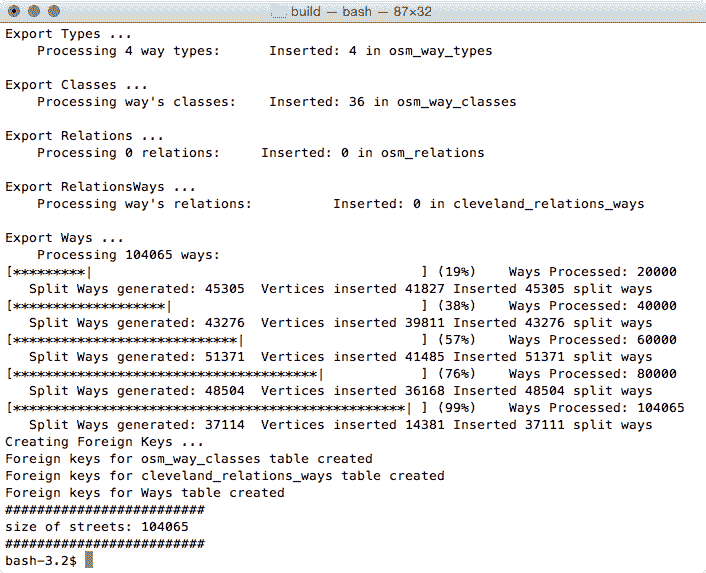 build — bash — 87×32
Export Types ...
    Processing 4 way types:      Inserted: 4 in osm_way_types
Export Classes ...
    Processing way's classes:    Inserted: 36 in osm_way_classes
Export Relations ...
    Processing 0 relations:     Inserted: 0 in osm_relations
Export RelationsWays ...
    Processing way's relations:          Inserted: 0 in cleveland_relations_ways
Export Ways ...
    Processing 104065 ways:
[*********|                                         ] (19%)    Ways Processed: 20000
   Split Ways generated: 45305  Vertices inserted 41827 Inserted 45305 split ways
[*******************|                               ] (38%)    Ways Processed: 40000
   Split Ways generated: 43276  Vertices inserted 39811 Inserted 43276 split ways
[****************************|                      ] (57%)    Ways Processed: 60000
   Split Ways generated: 51371  Vertices inserted 41485 Inserted 51371 split ways
[**************************************|            ] (76%)    Ways Processed: 80000
   Split Ways generated: 48504  Vertices inserted 36168 Inserted 48504 split ways
[*************************************************| ] (99%)    Ways Processed: 104065
   Split Ways generated: 37114  Vertices inserted 14381 Inserted 37111 split ways
Creating Foreign Keys ...
Foreign keys for osm_way_classes table created
Foreign keys for cleveland_relations_ways table created
Foreign keys for Ways table created
#########################
size of streets: 104065
#########################
bash-3.2$